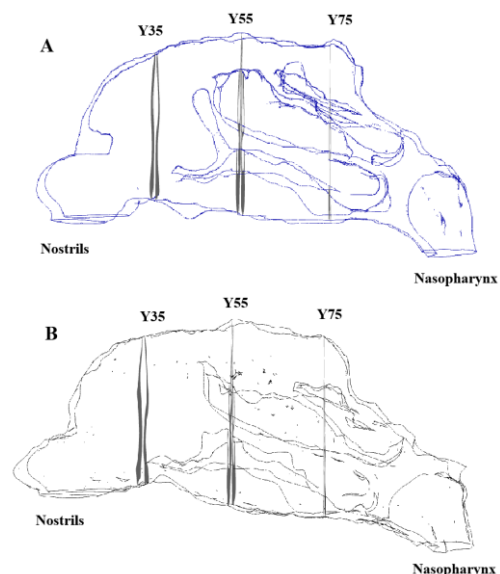 Y35 Y55 Y75
A
Nostrils
Nasopharynx
Y35 Y55 Y75
B
Nostrils
Nasopharynx